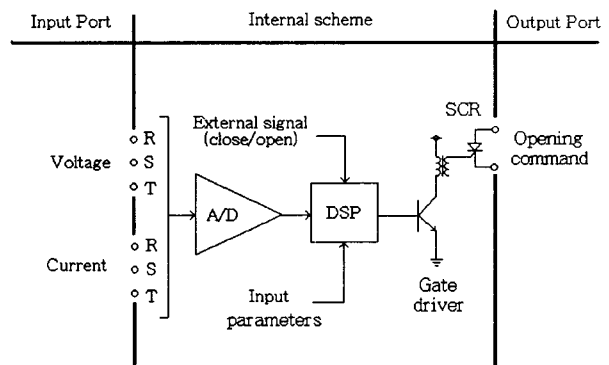 Input Port
Internal scheme
Output Port
External signal
(close/open)
SCR
Voltage
R
S
T
Opening
command
A/D
DSP
Current
R
S
T
Input
parameters
Gate
driver